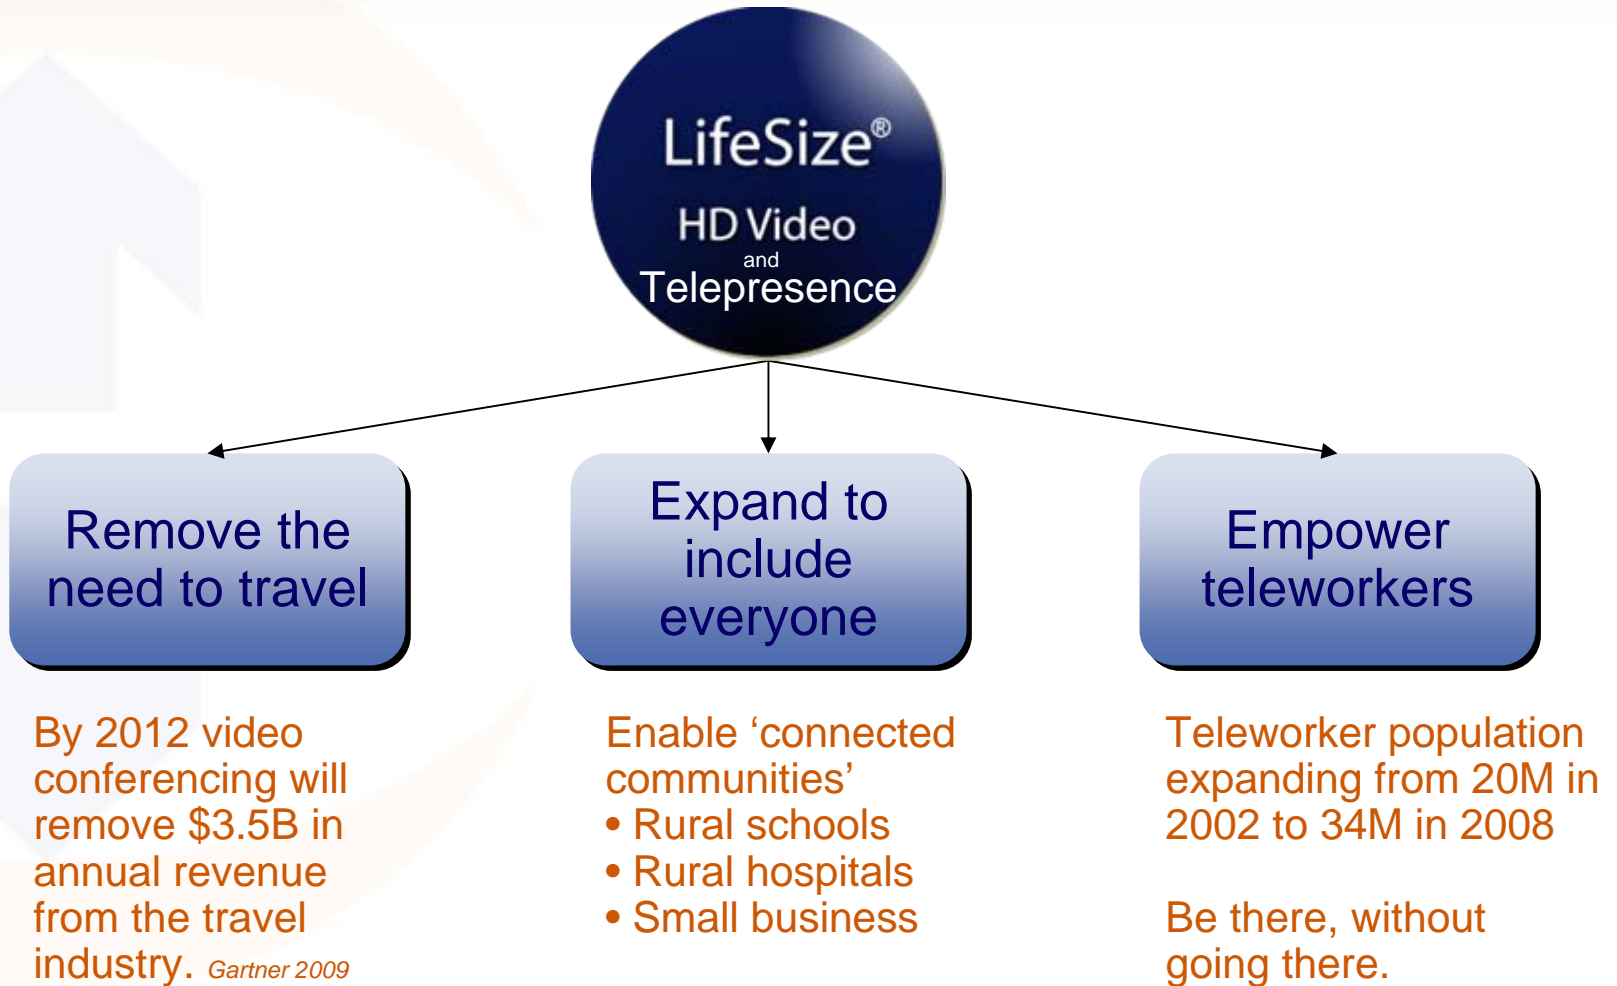 LifeSize®
HD Video
and
Telepresence
Remove the
need to travel
Expand to
include
everyone
Empower
teleworkers
By 2012 video
conferencing will
remove $3.5B in
annual revenue
from the travel
industry. Gartner 2009
Enable ‘connected
communities’
• Rural schools
• Rural hospitals
• Small business
Teleworker population
expanding from 20M in
2002 to 34M in 2008
Be there, without
going there.